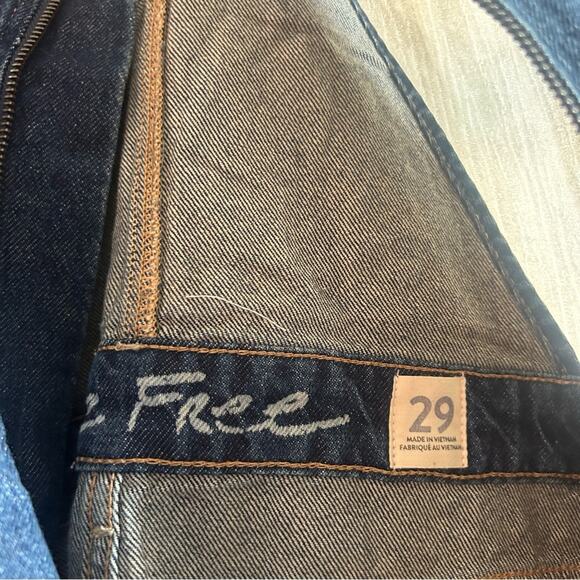 e Free
29
MADE IN VIETNAM
FABRIQUÉ AU VIETNAM